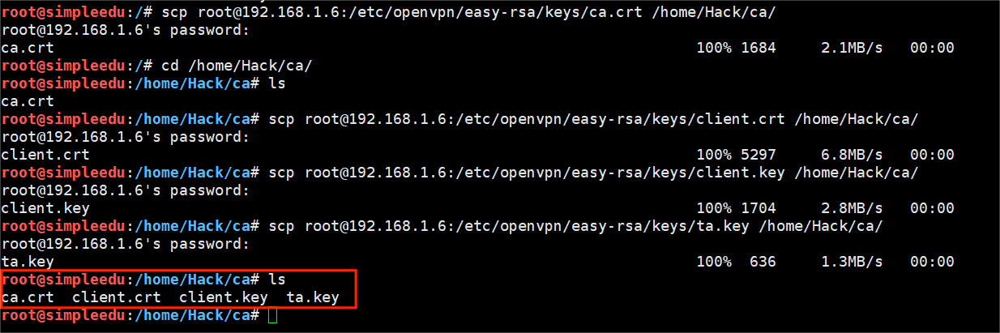 root@simpleedu:/# scp root@192.168.1.6:/etc/openvpn/easy-rsa/keys/ca.crt /home/Hack/ca/
root@192.168.1.6's password:
ca.crt 100% 1684 2.1MB/s 00:00
root@simpleedu:/# cd /home/Hack/ca/
root@simpleedu:/home/Hack/ca# ls
ca.crt
root@simpleedu:/home/Hack/ca# scp root@192.168.1.6:/etc/openvpn/easy-rsa/keys/client.crt /home/Hack/ca/
root@192.168.1.6's password:
client.crt 100% 5297 6.8MB/s 00:00
root@simpleedu:/home/Hack/ca# scp root@192.168.1.6:/etc/openvpn/easy-rsa/keys/client.key /home/Hack/ca/
root@192.168.1.6's password:
client.key 100% 1704 2.8MB/s 00:00
root@simpleedu:/home/Hack/ca# scp root@192.168.1.6:/etc/openvpn/easy-rsa/keys/ta.key /home/Hack/ca/
root@192.168.1.6's password:
ta.key 100% 636 1.3MB/s 00:00
root@simpleedu:/home/Hack/ca# ls
ca.crt client.crt client.key ta.key
root@simpleedu:/home/Hack/ca#